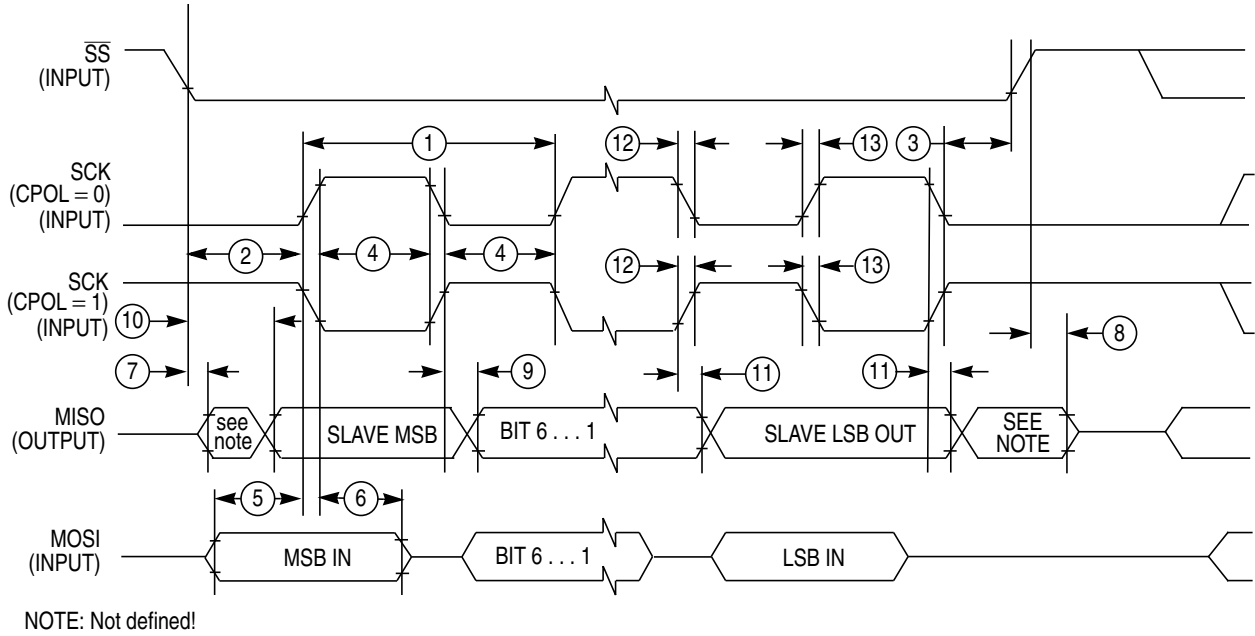 SS
(INPUT)
1
12
13
3
SCK
(CPOL = 0)
(INPUT)
2
4
4
12
13
SCK
(CPOL = 1)
(INPUT)
10
8
7
9
11
11
MISO
(OUTPUT)
see
note
SLAVE MSB
BIT 6 . . . 1
SLAVE LSB OUT
SEE
NOTE
5
6
MOSI
(INPUT)
MSB IN
BIT 6 . . . 1
LSB IN
NOTE: Not defined!